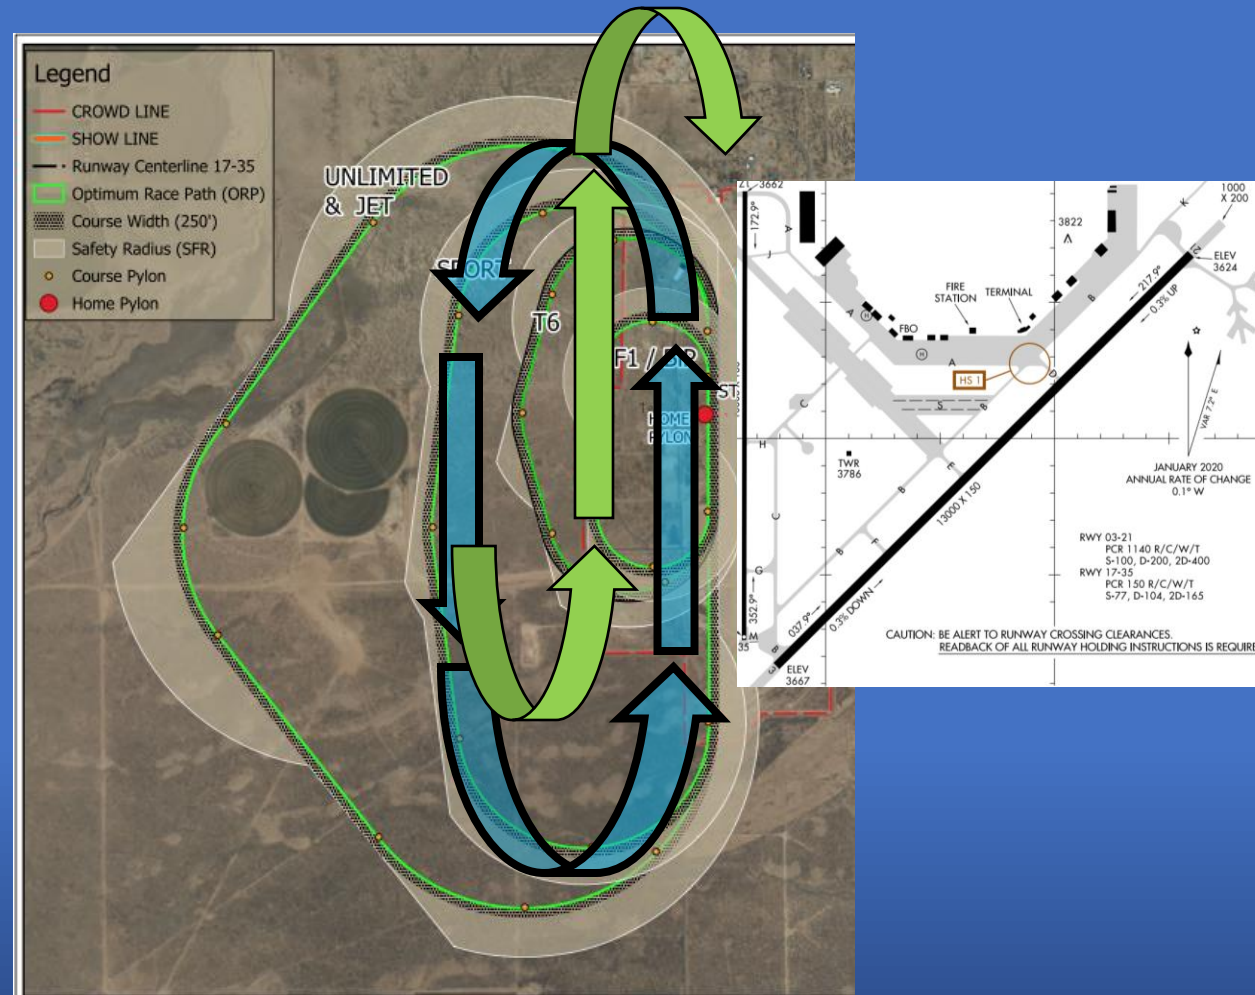 Legend
CROWD LINE
SHOW LINE
Runway Centerline 17-35
Optimum Race Path (ORP)
Course Width (250')
Safety Radius (SFR)
Course Pylon
Home Pylon
UNLIMITED
& JET
SPORT
T6
F1 / BIP
ST
HOME
PYLON
3662
172.9°
A
J
3822
K
1000
X 200
21
ELEV
3624
217.9°
0.3% UP
FIRE
STATION
TERMINAL
B
A
H
FBO
H
A
HS 1
D
S
B
C
H
TWR
3786
E
B
13000 X 150
VAR 7.2° E
JANUARY 2020
ANNUAL RATE OF CHANGE
0.1° W
C
F
B
G
RWY 03-21
PCR 1140 R/C/W/T
S-100, D-200, 2D-400
RWY 17-35
PCR 150 R/C/W/T
S-77, D-104, 2D-165
352.9°
037.9°
0.3% DOWN
M
35
B
3
ELEV
3667
CAUTION: BE ALERT TO RUNWAY CROSSING CLEARANCES.
READBACK OF ALL RUNWAY HOLDING INSTRUCTIONS IS REQUIRE